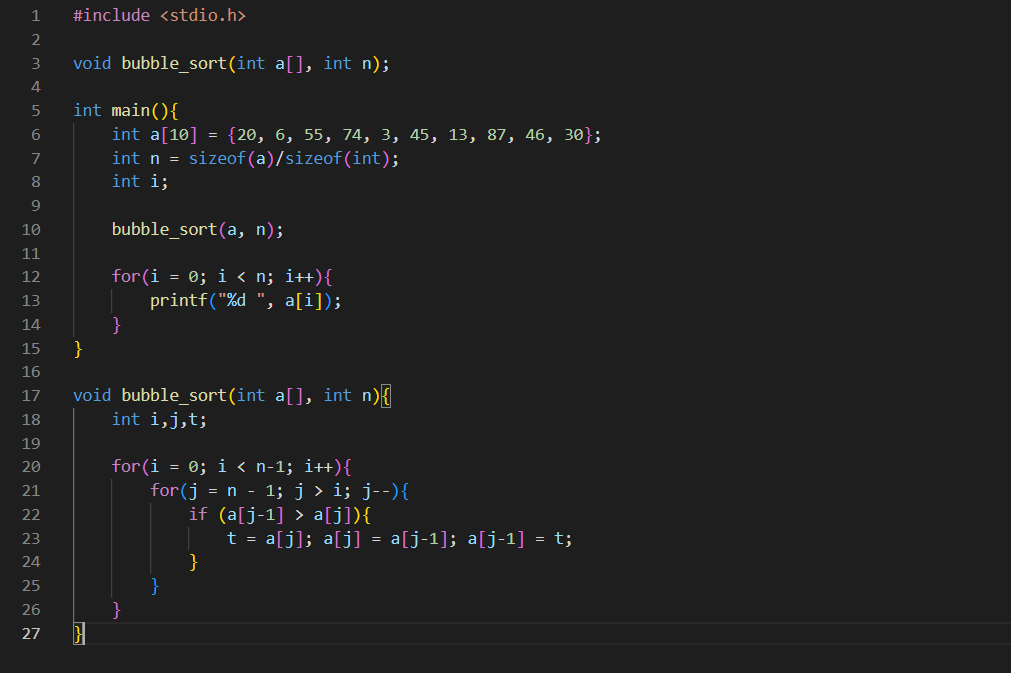 1 #include <stdio.h>
2
3 void bubble_sort(int a[], int n);
4
5 int main(){
6     int a[10] = {20, 6, 55, 74, 3, 45, 13, 87, 46, 30};
7     int n = sizeof(a)/sizeof(int);
8     int i;
9
10     bubble_sort(a, n);
11
12     for(i = 0; i < n; i++){
13         printf("%d ", a[i]);
14     }
15 }
16
17 void bubble_sort(int a[], int n){
18     int i,j,t;
19
20     for(i = 0; i < n-1; i++){
21         for(j = n - 1; j > i; j--){
22             if (a[j-1] > a[j]){
23                 t = a[j]; a[j] = a[j-1]; a[j-1] = t;
24             }
25         }
26     }
27 }